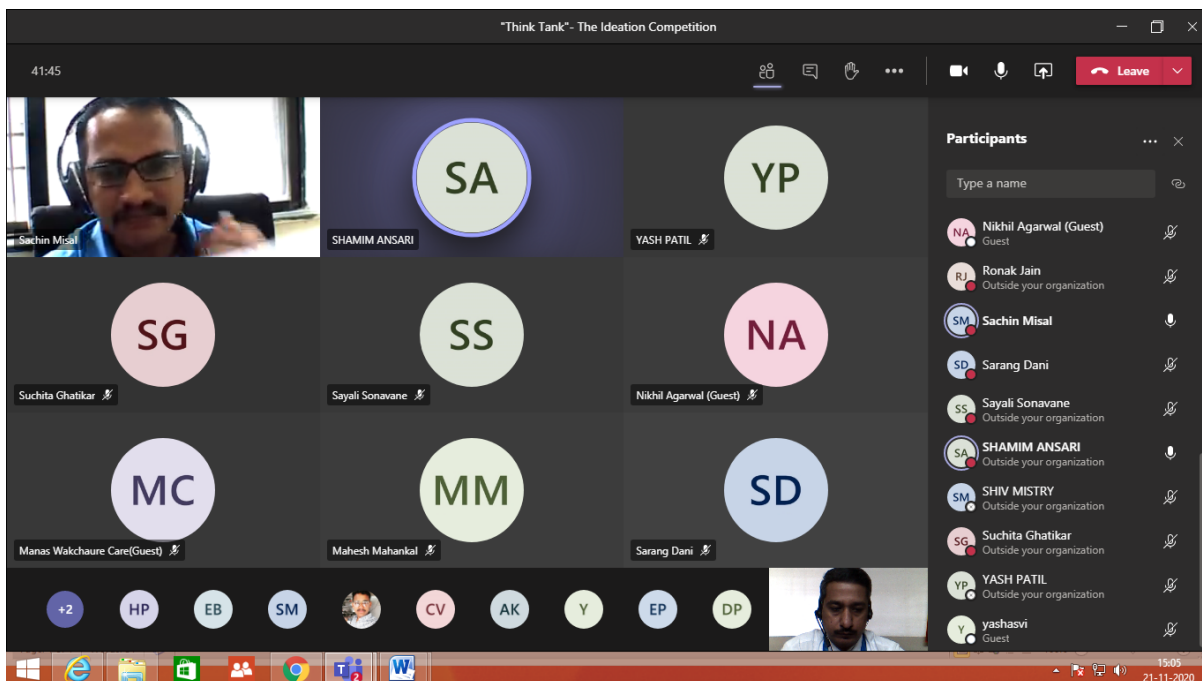 "Think Tank"- The Ideation Competition
41:45
Leave
SA
YP
Sachin Misal
SHAMIM ANSARI
YASH PATIL
SG
SS
NA
Suchita Ghatikar
Sayali Sonavane
Nikhil Agarwal (Guest)
MC
MM
SD
Manas Wakchaure Care(Guest)
Mahesh Mahankal
Sarang Dani
+2
HP
EB
SM
CV
AK
Y
EP
DP
Participants
Type a name
NA
Nikhil Agarwal (Guest)
Guest
RJ
Ronak Jain
Outside your organization
SM
Sachin Misal
SD
Sarang Dani
SS
Sayali Sonavane
Outside your organization
SA
SHAMIM ANSARI
Outside your organization
SM
SHIV MISTRY
Outside your organization
SG
Suchita Ghatikar
Outside your organization
YP
YASH PATIL
Outside your organization
Y
yashasvi
Guest
2
15:05
21-11-2020